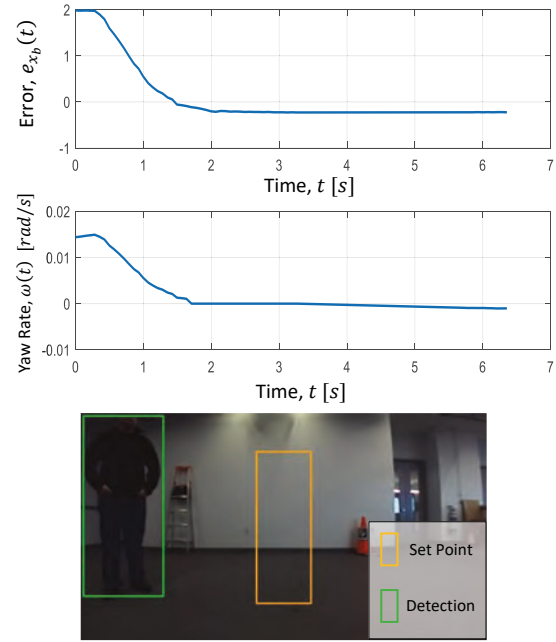 2
1
0
-1
Error, e_{x_b}(t)
0 1 2 3 4 5 6 7
Time, t [s]
0.02
0.01
0
-0.01
Yaw Rate, ω(t) [rad/s]
0 1 2 3 4 5 6 7
Time, t [s]
Set Point
Detection